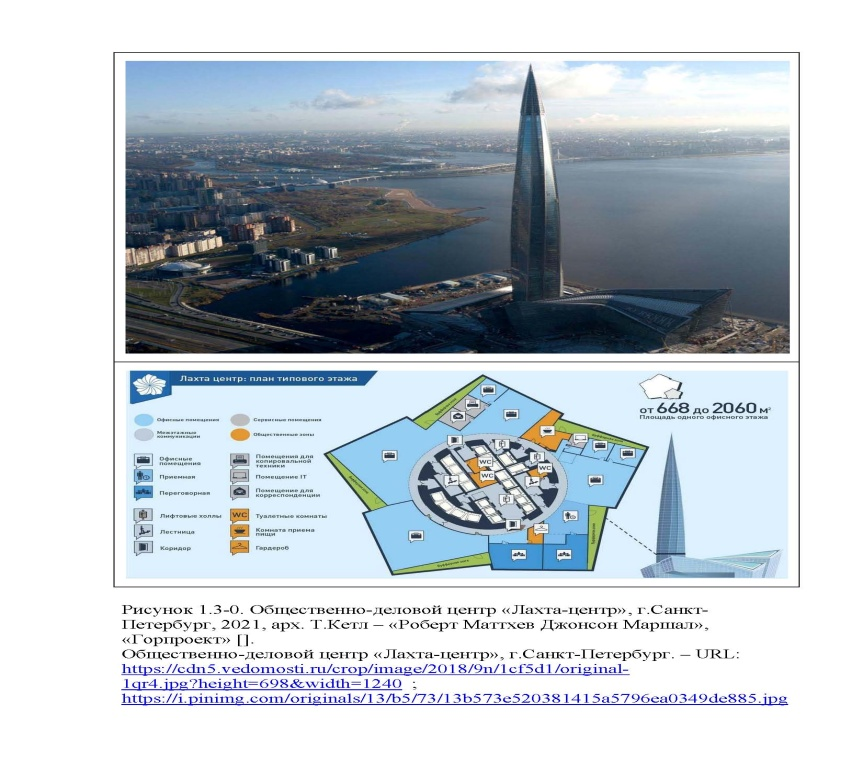 Лахта центр: план типового этажа
от 668 до 2060 м²
Площадь одного офисного этажа
Офисные помещения
Сервисные помещения
Межэтажные
коммуникации
Общественные зоны
Офисные
помещения
Помещения для
копировальной
техники
Приемная
Помещение IT
Переговорная
Помещение для
корреспонденции
Лифтовые холлы
WC Туалетные комнаты
Лестница
Комната приема
пищи
Коридор
Гардероб
WC
WC
WC
Рисунок 1.3-0. Общественно-деловой центр «Лахта-центр», г.Санкт-
Петербург, 2021, арх. Т.Кетл – «Роберт Маттхев Джонсон Маршал»,
«Горпроект» [].
Общественно-деловой центр «Лахта-центр», г.Санкт-Петербург. – URL:
https://cdn5.vedomosti.ru/crop/image/2018/9n/1cf5d1/original-
1qr4.jpg?height=698&width=1240 ;
https://i.pinimg.com/originals/13/b5/73/13b573e520381415a5796ea0349de885.jpg